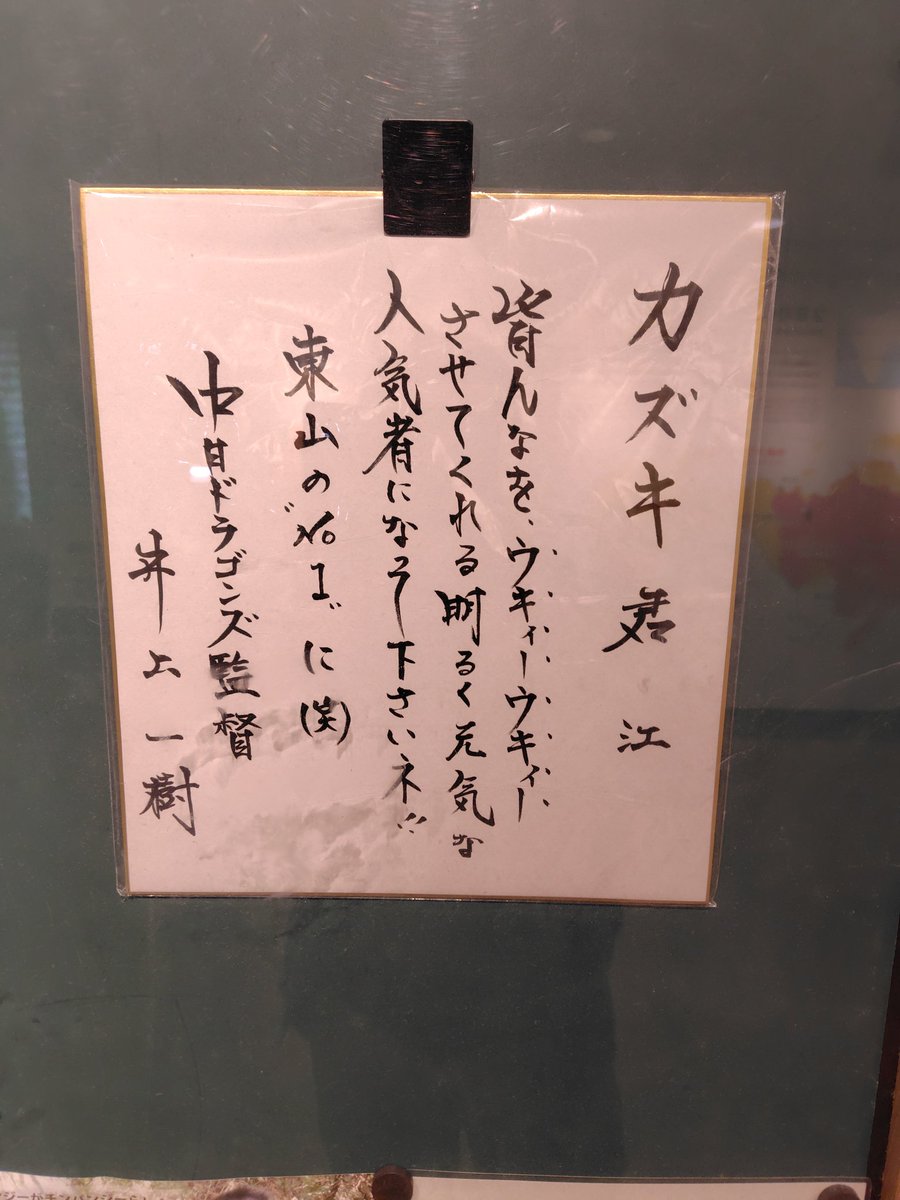 カズキ君江
皆んなを、ウキィーウキィー
させてくれる明るく元気な
人気者になって下さいネ!!
東山の"No1"に(笑)
中日ドラゴンズ監督
井上一樹